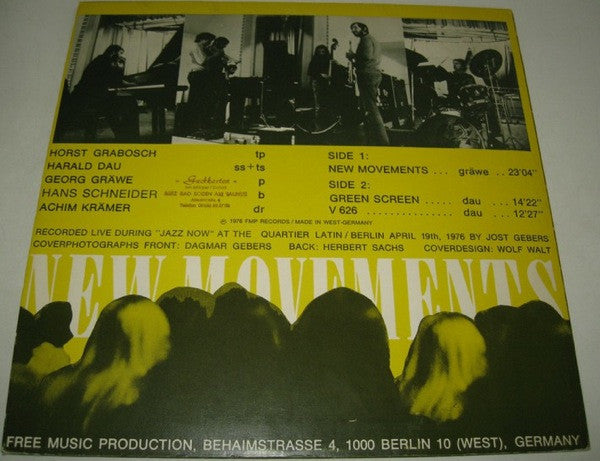 HORST GRABOSCH tp
HARALD DAU ss+ts
GEORG GRÄWE p
HANS SCHNEIDER b
ACHIM KRÄMER dr
SIDE 1:
NEW MOVEMENTS . . . gräwe . . 23'04"
SIDE 2:
GREEN SCREEN . . . . . dau . . 14'22"
V 626 . . . . . . . . . . . . . . dau . . 12'27"
℗ 1976 FMP RECORDS / MADE IN WEST-GERMANY
RECORDED LIVE DURING "JAZZ NOW" AT THE QUARTIER LATIN/BERLIN APRIL 19th, 1976 BY JOST GEBERS
COVERPHOTOGRAPHS FRONT: DAGMAR GEBERS BACK: HERBERT SACHS COVERDESIGN: WOLF WALT
NEW MOVEMENTS
FREE MUSIC PRODUCTION, BEHAIMSTRASSE 4, 1000 BERLIN 10 (WEST), GERMANY